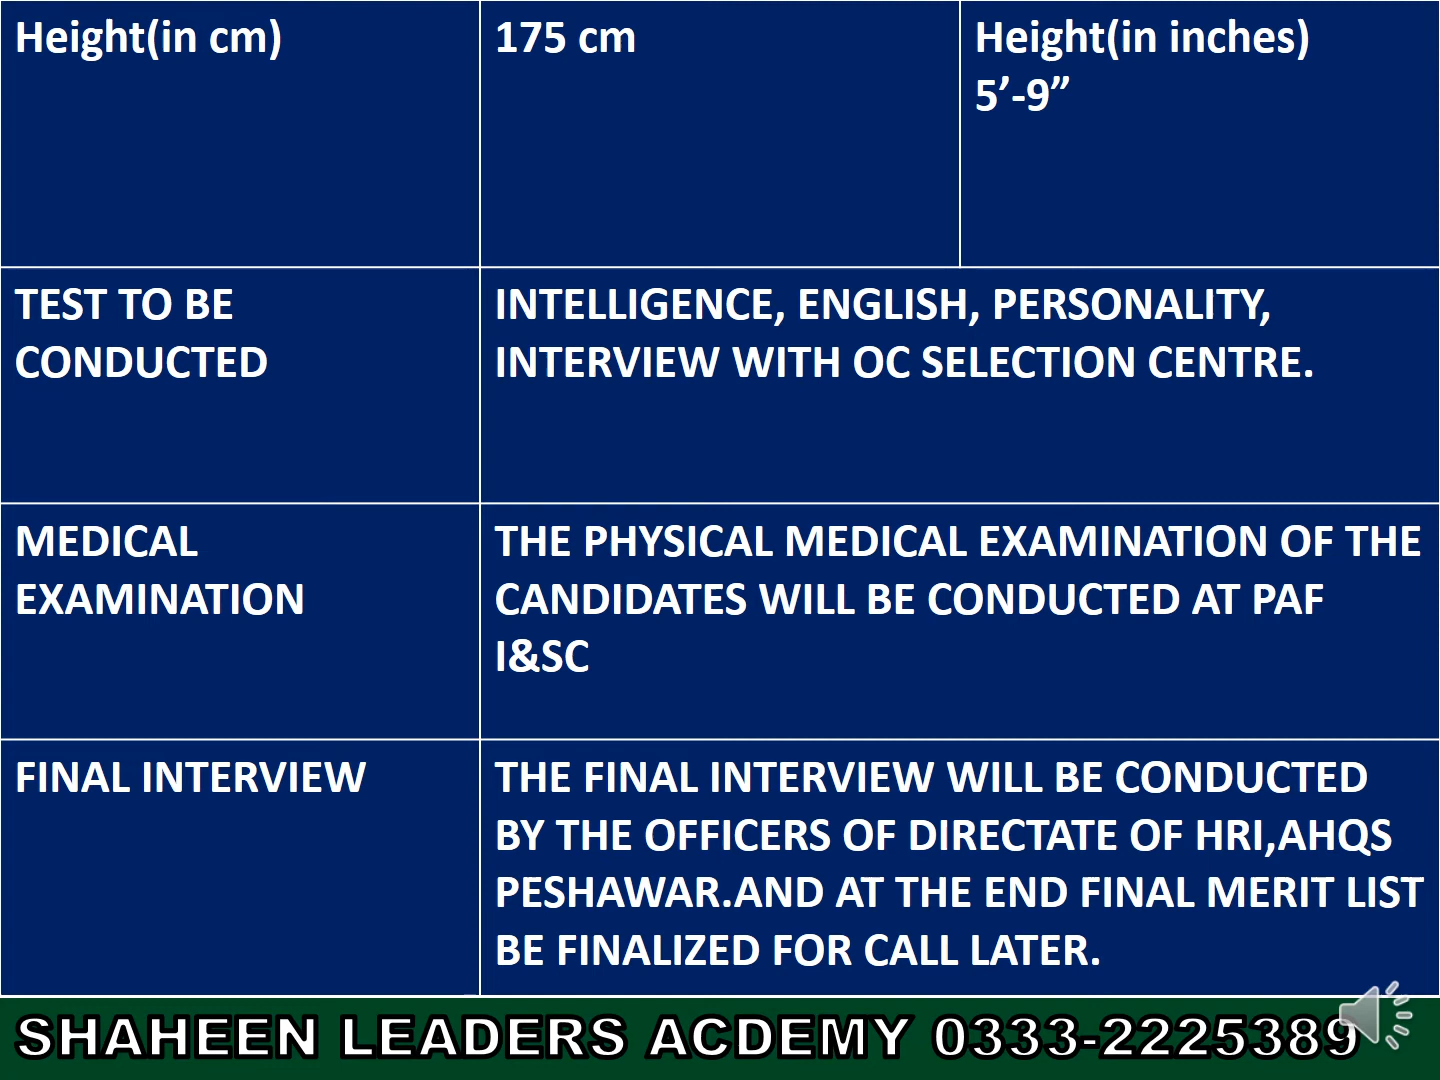 Height(in cm)
175 cm
Height(in inches)
5’-9”
TEST TO BE
CONDUCTED
INTELLIGENCE, ENGLISH, PERSONALITY,
INTERVIEW WITH OC SELECTION CENTRE.
MEDICAL
EXAMINATION
THE PHYSICAL MEDICAL EXAMINATION OF THE
CANDIDATES WILL BE CONDUCTED AT PAF
I&SC
FINAL INTERVIEW
THE FINAL INTERVIEW WILL BE CONDUCTED
BY THE OFFICERS OF DIRECTATE OF HRI,AHQS
PESHAWAR.AND AT THE END FINAL MERIT LIST
BE FINALIZED FOR CALL LATER.
SHAHEEN LEADERS ACDEMY 0333-2225389